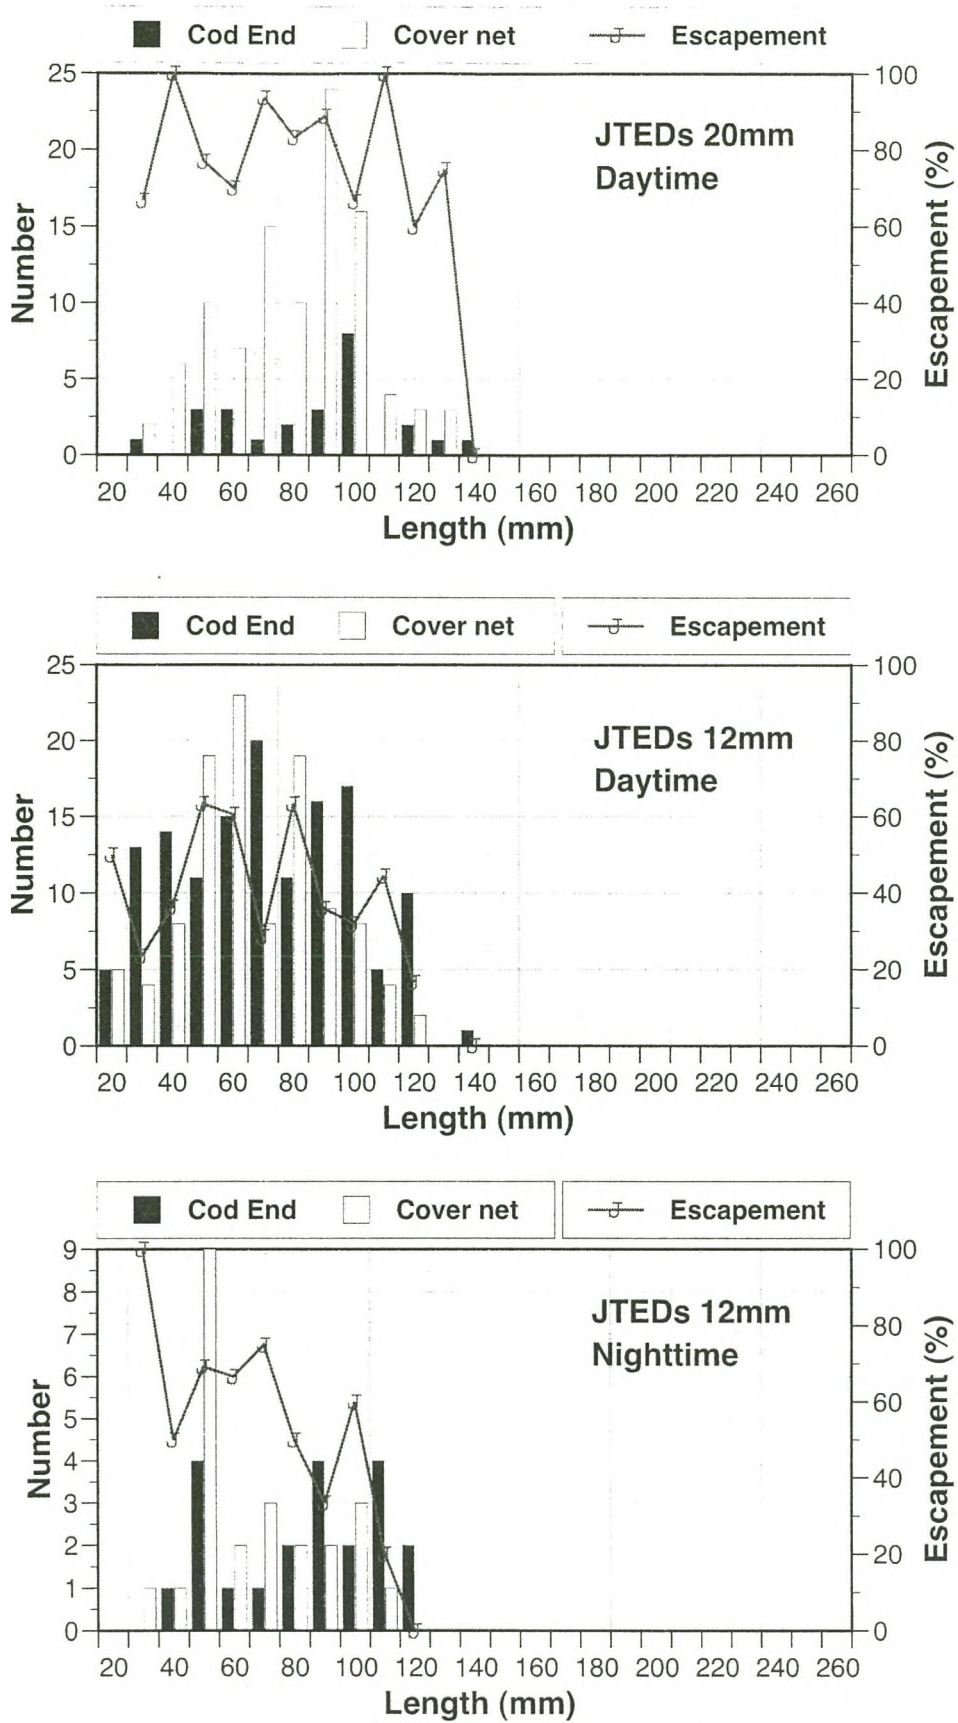 Cod End Cover net Escapement
25 100
JTEDs 20mm
Daytime
20 80
15 60
10 40
5 20
0 0
Number
Escapement (%)
20 40 60 80 100 120 140 160 180 200 220 240 260
Length (mm)
Cod End Cover net Escapement
25 100
JTEDs 12mm
Daytime
20 80
15 60
10 40
5 20
0 0
Number
Escapement (%)
20 40 60 80 100 120 140 160 180 200 220 240 260
Length (mm)
Cod End Cover net Escapement
9 100
8
JTEDs 12mm
Nighttime
7 80
6
5 60
4
3 40
2 20
1
0 0
Number
Escapement (%)
20 40 60 80 100 120 140 160 180 200 220 240 260
Length (mm)